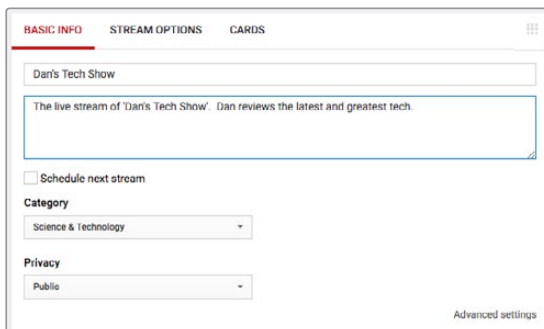 BASIC INFO STREAM OPTIONS CARDS
Dan's Tech Show
The live stream of 'Dan's Tech Show'. Dan reviews the latest and greatest tech.
Schedule next stream
Category
Science & Technology
Privacy
Public
Advanced settings